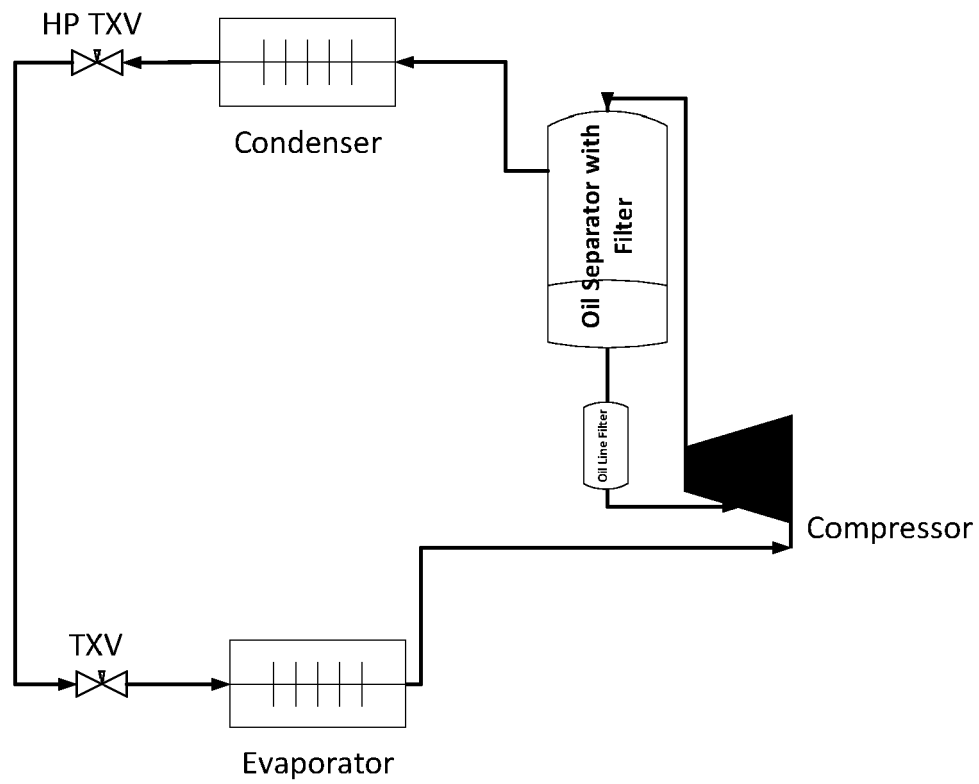 HP TXV
Condenser
Oil Separator with
Filter
Oil Line Filter
Compressor
TXV
Evaporator